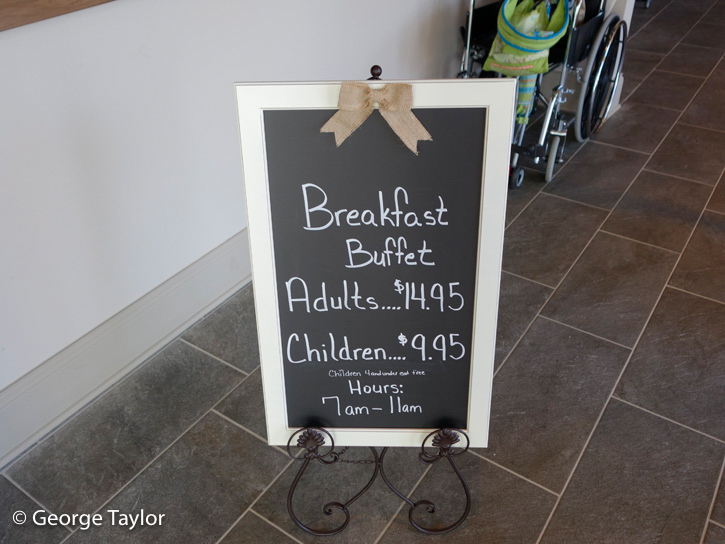 Breakfast
Buffet
Adults....$14.95
Children....$9.95
Children 4 and under eat free
Hours:
7am - 11am
© George Taylor